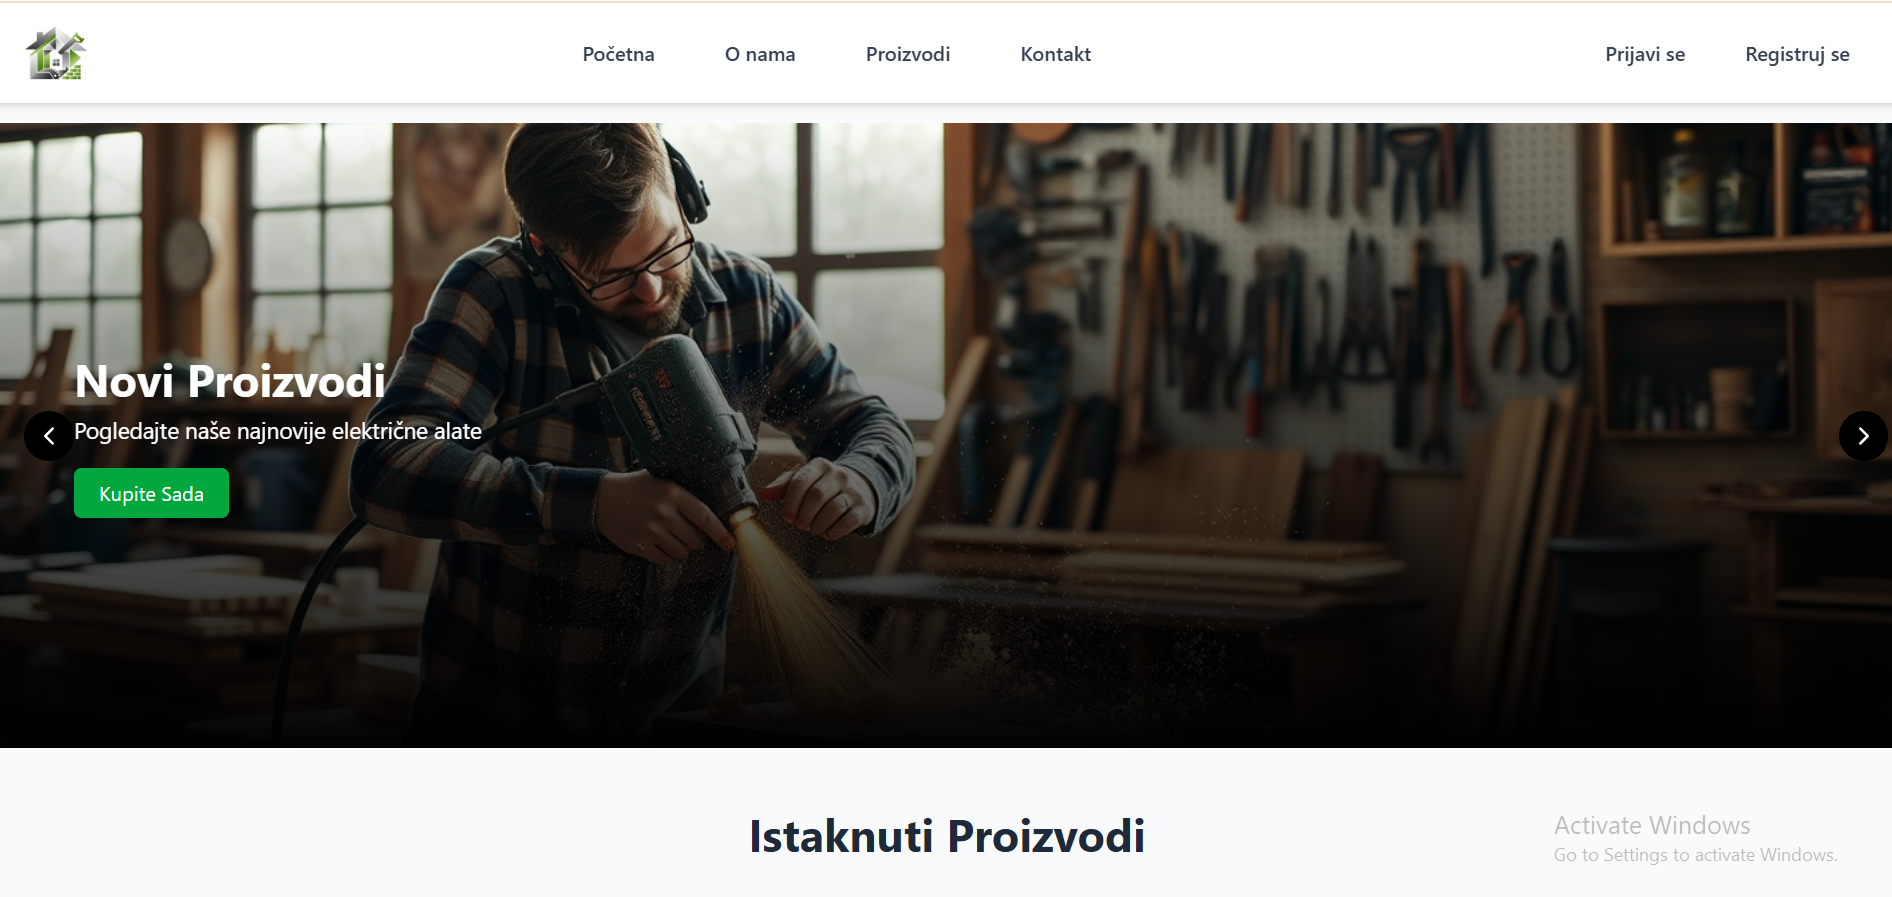 Početna
O nama
Proizvodi
Kontakt
Prijavi se
Registruj se
Novi Proizvodi
Pogledajte naše najnovije električne alate
Kupite Sada
Istaknuti Proizvodi
Activate Windows
Go to Settings to activate Windows.